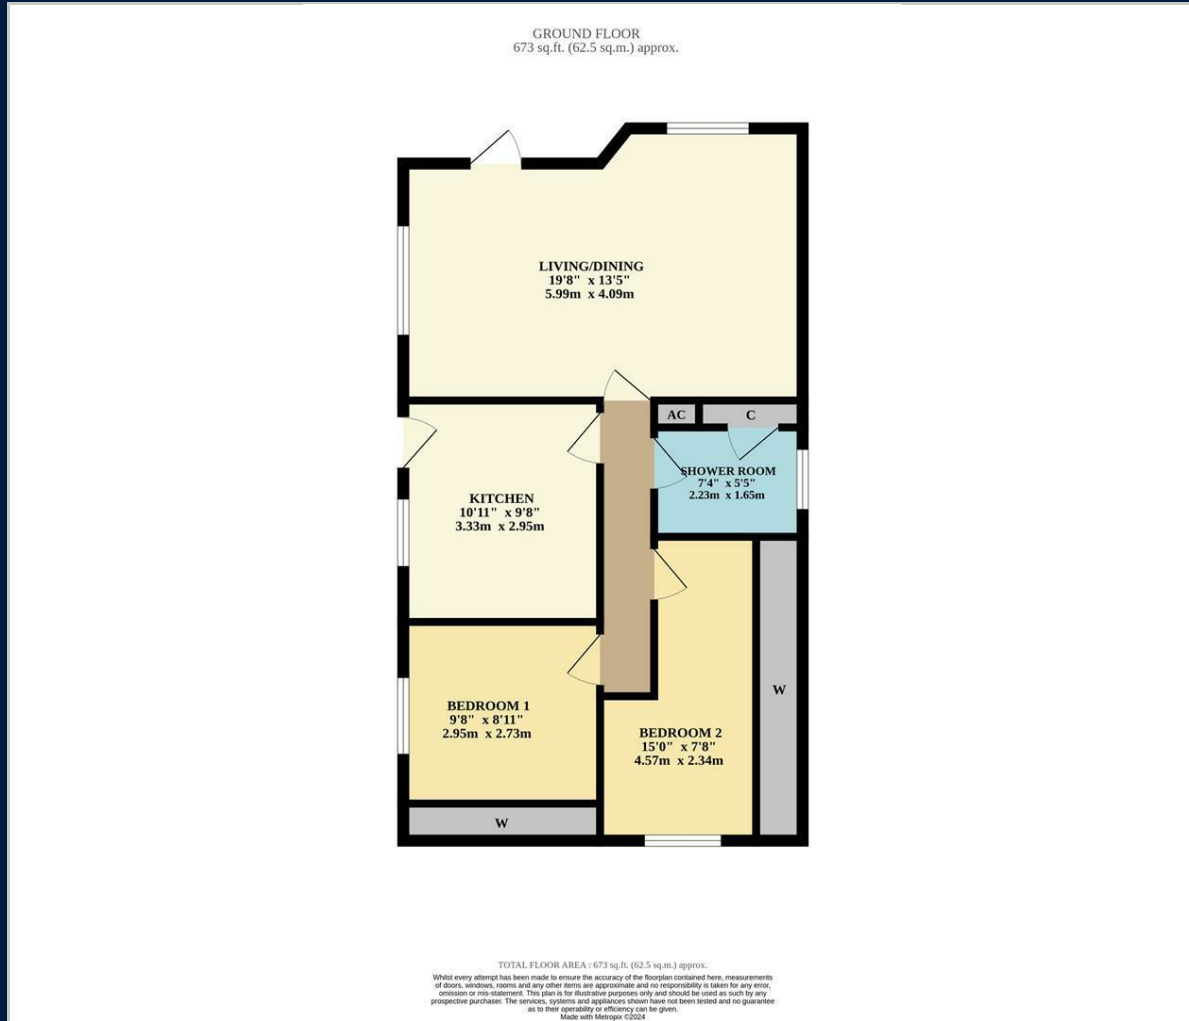 GROUND FLOOR
673 sq.ft. (62.5 sq.m.) approx.
LIVING/DINING
19'8" x 13'5"
5.99m x 4.09m
AC
C
SHOWER ROOM
7'4" x 5'5"
2.23m x 1.65m
KITCHEN
10'11" x 9'8"
3.33m x 2.95m
BEDROOM 1
9'8" x 8'11"
2.95m x 2.73m
W
BEDROOM 2
15'0" x 7'8"
4.57m x 2.34m
W
TOTAL FLOOR AREA : 673 sq.ft. (62.5 sq.m.) approx.
Whilst every attempt has been made to ensure the accuracy of the floorplan contained here, measurements
of doors, windows, rooms and any other items are approximate and no responsibility is taken for any error,
omission or mis-statement. This plan is for illustrative purposes only and should be used as such by any
prospective purchaser. The services, systems and appliances shown have not been tested and no guarantee
as to their operability or efficiency can be given.
Made with Metropix ©2024